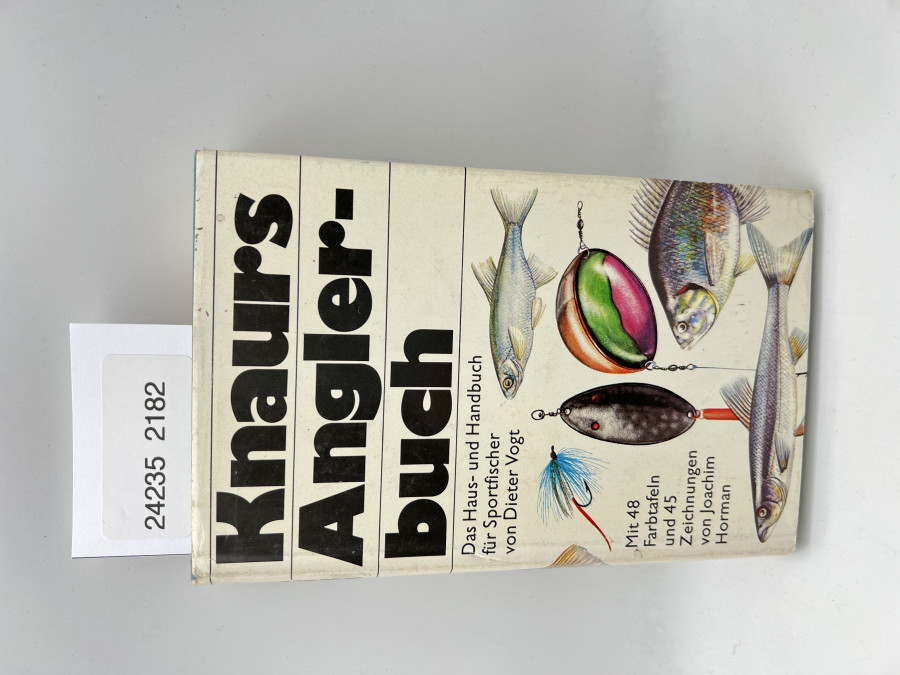 24235 2182
Knaurs
Angler-
buch
Das Haus- und Handbuch
für Sportfischer
von Dieter Vogt
Mit 48
Farbtafeln
und 45
Zeichnungen
von Joachim
Horman